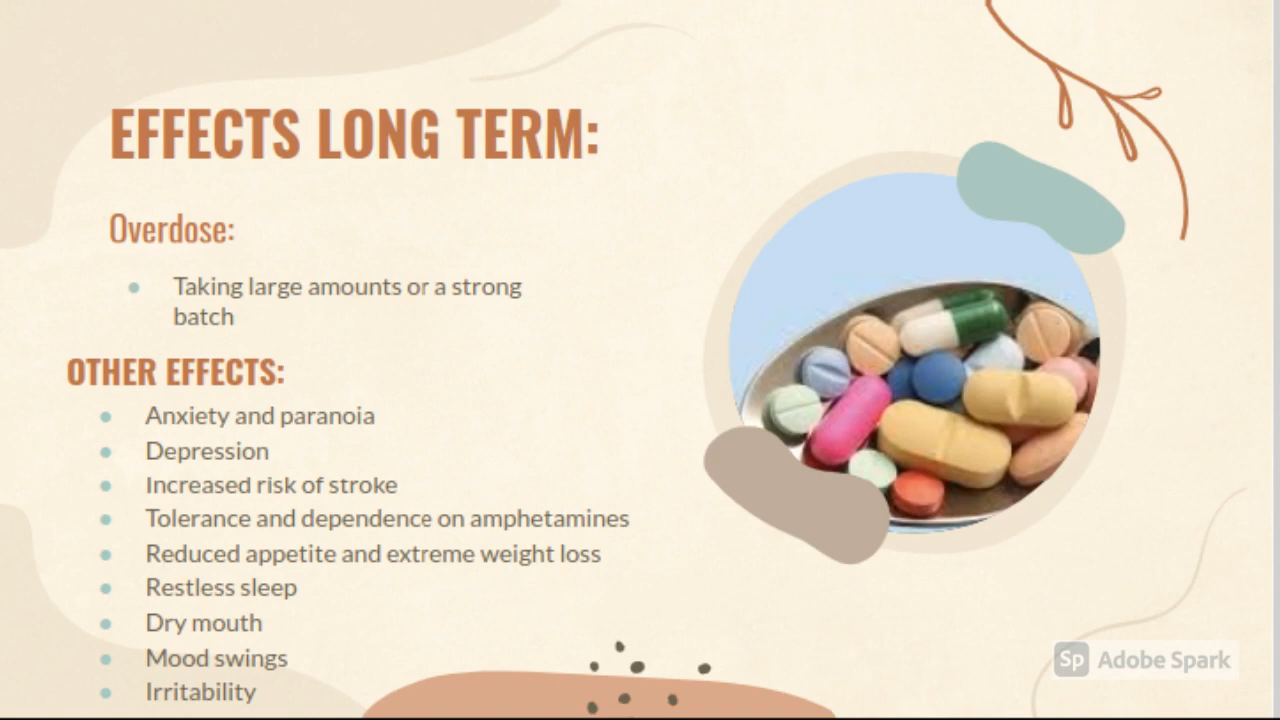 EFFECTS LONG TERM:
Overdose:
Taking large amounts or a strong
batch
OTHER EFFECTS:
Anxiety and paranoia
Depression
Increased risk of stroke
Tolerance and dependence on amphetamines
Reduced appetite and extreme weight loss
Restless sleep
Dry mouth
Mood swings
Irritability
Sp Adobe Spark